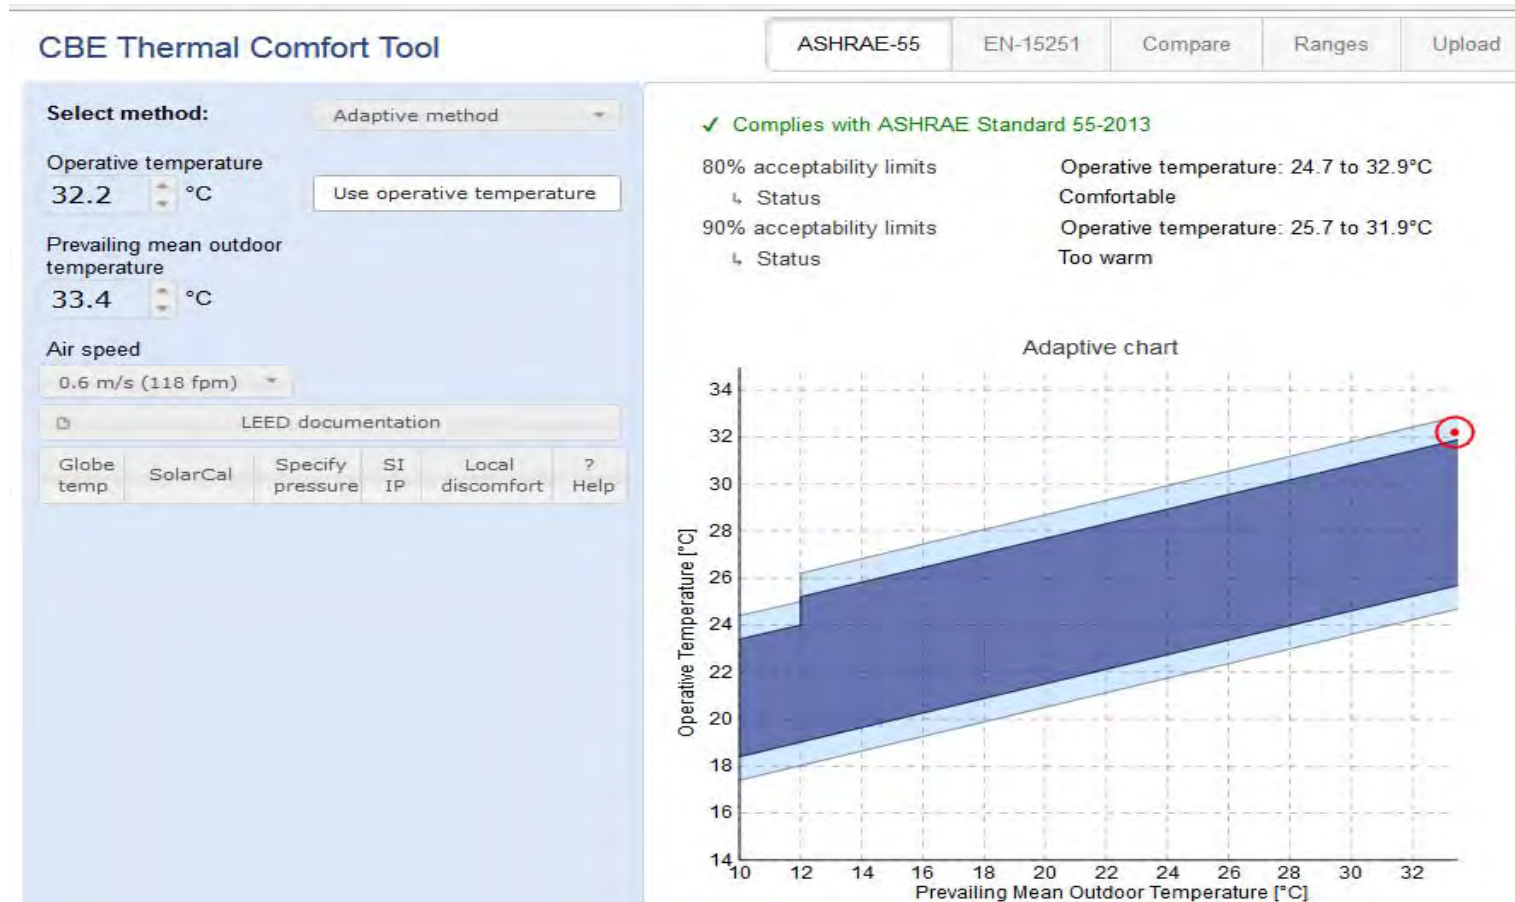 CBE Thermal Comfort Tool
ASHRAE-55 EN-15251 Compare Ranges Upload
Select method: Adaptive method
Operative temperature
32.2 °C Use operative temperature
Prevailing mean outdoor
temperature
33.4 °C
Air speed
0.6 m/s (118 fpm)
LEED documentation
Globe temp
SolarCal
Specify pressure
SI IP
Local discomfort
? Help
✓ Complies with ASHRAE Standard 55-2013
80% acceptability limits Operative temperature: 24.7 to 32.9°C
↳ Status Comfortable
90% acceptability limits Operative temperature: 25.7 to 31.9°C
↳ Status Too warm
Adaptive chart
Operative Temperature [°C]
34
32
30
28
26
24
22
20
18
16
14
10 12 14 16 18 20 22 24 26 28 30 32
Prevailing Mean Outdoor Temperature [°C]